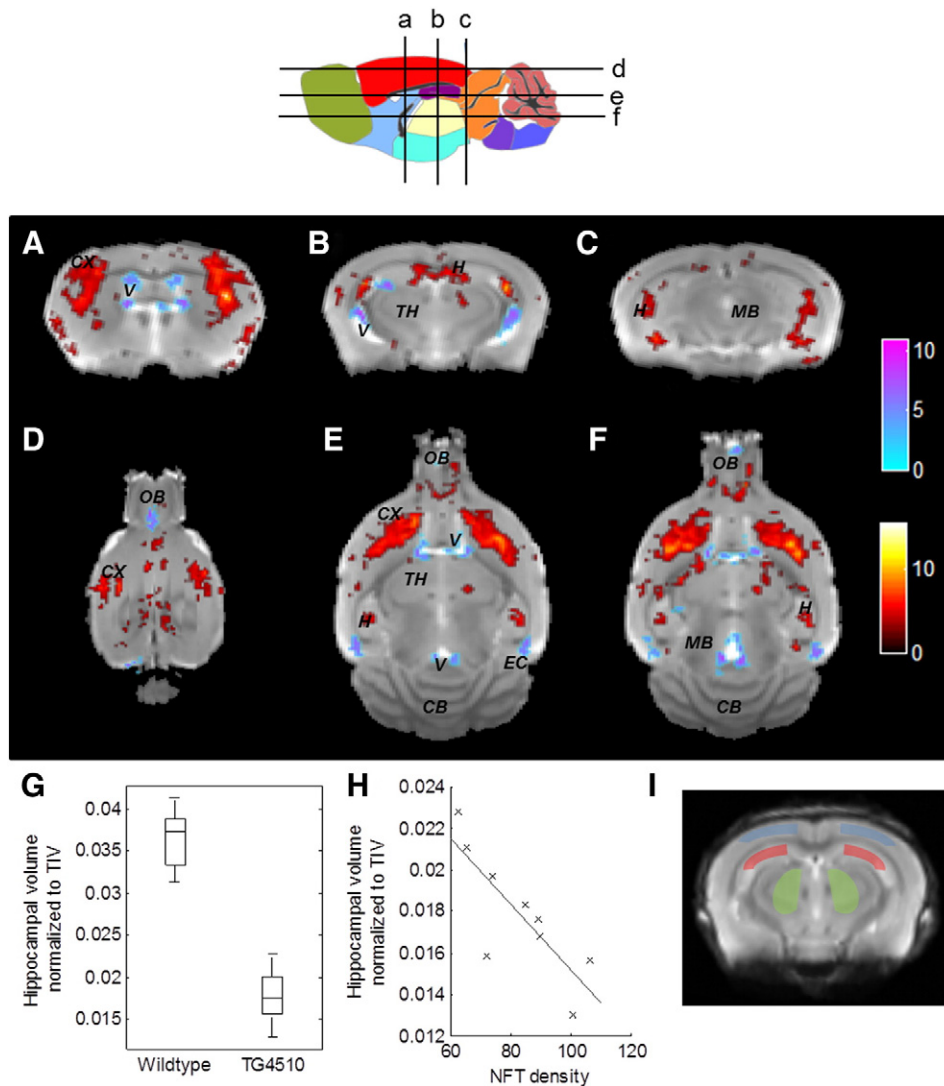 a b c
d
e
f
A
B
C
CX
V
H
TH
V
H
MB
10
5
0
D
E
F
OB
OB
OB
CX
CX
V
TH
H
H
V
EC
MB
CB
CB
10
0
G
H
I
Hippocampal volume
normalized to TIV
0.04
0.035
0.03
0.025
0.02
0.015
Wildtype TG4510
Hippocampal volume
normalized to TIV
0.024
0.022
0.02
0.018
0.016
0.014
0.012
60 80 100 120
NFT density